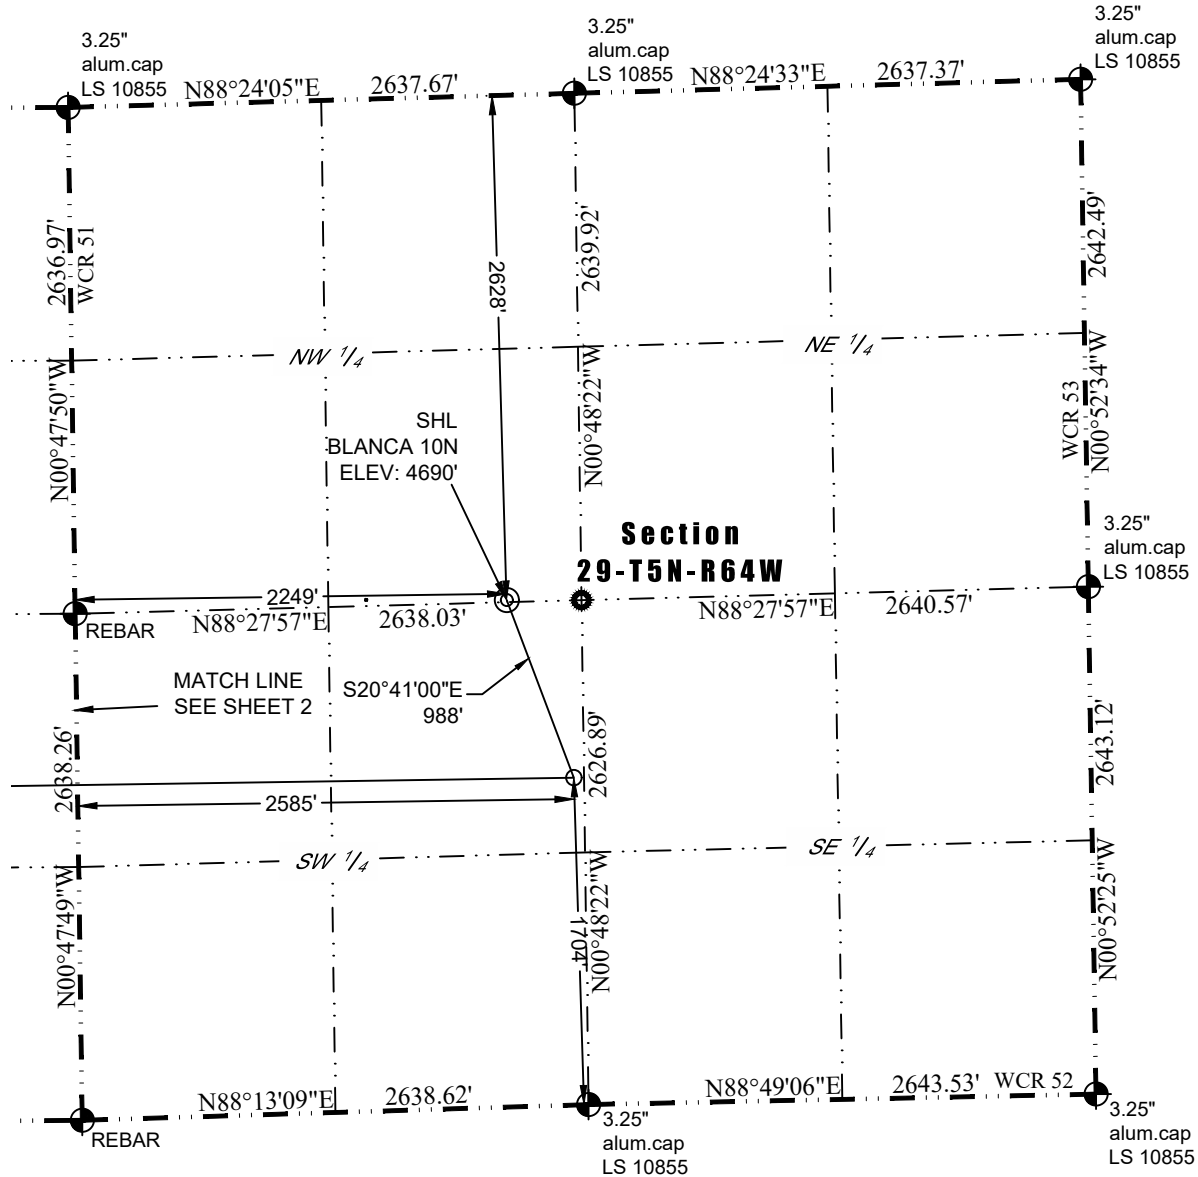 3.25"
alum.cap
LS 10855
3.25"
alum.cap
LS 10855
3.25"
alum.cap
LS 10855
N88°24'05"E
2637.67'
N88°24'33"E
2637.37'
2636.97'
WCR 51
2628'
2639.92'
2642.49'
NW 1/4
NE 1/4
N00°47'50"W
N00°48'22"W
WCR 53
N00°52'34"W
SHL
BLANCA 10N
ELEV: 4690'
Section
29-T5N-R64W
3.25"
alum.cap
LS 10855
2249'
N88°27'57"E
2638.03'
N88°27'57"E
2640.57'
REBAR
MATCH LINE
SEE SHEET 2
S20°41'00"E
988'
2638.26'
2626.89'
2643.12'
2585'
SW 1/4
SE 1/4
N00°47'49"W
1704'
N00°48'22"W
N00°52'25"W
N88°13'09"E
2638.62'
N88°49'06"E
2643.53'
WCR 52
REBAR
3.25"
alum.cap
LS 10855
3.25"
alum.cap
LS 10855